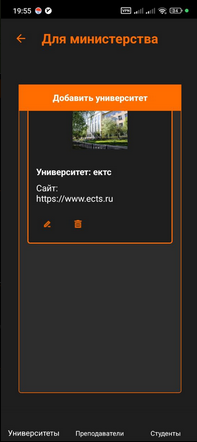 19:55
Для министерства
Добавить университет
Университет: ектс
Сайт:
https://www.ects.ru
Университеты
Преподаватели
Студенты